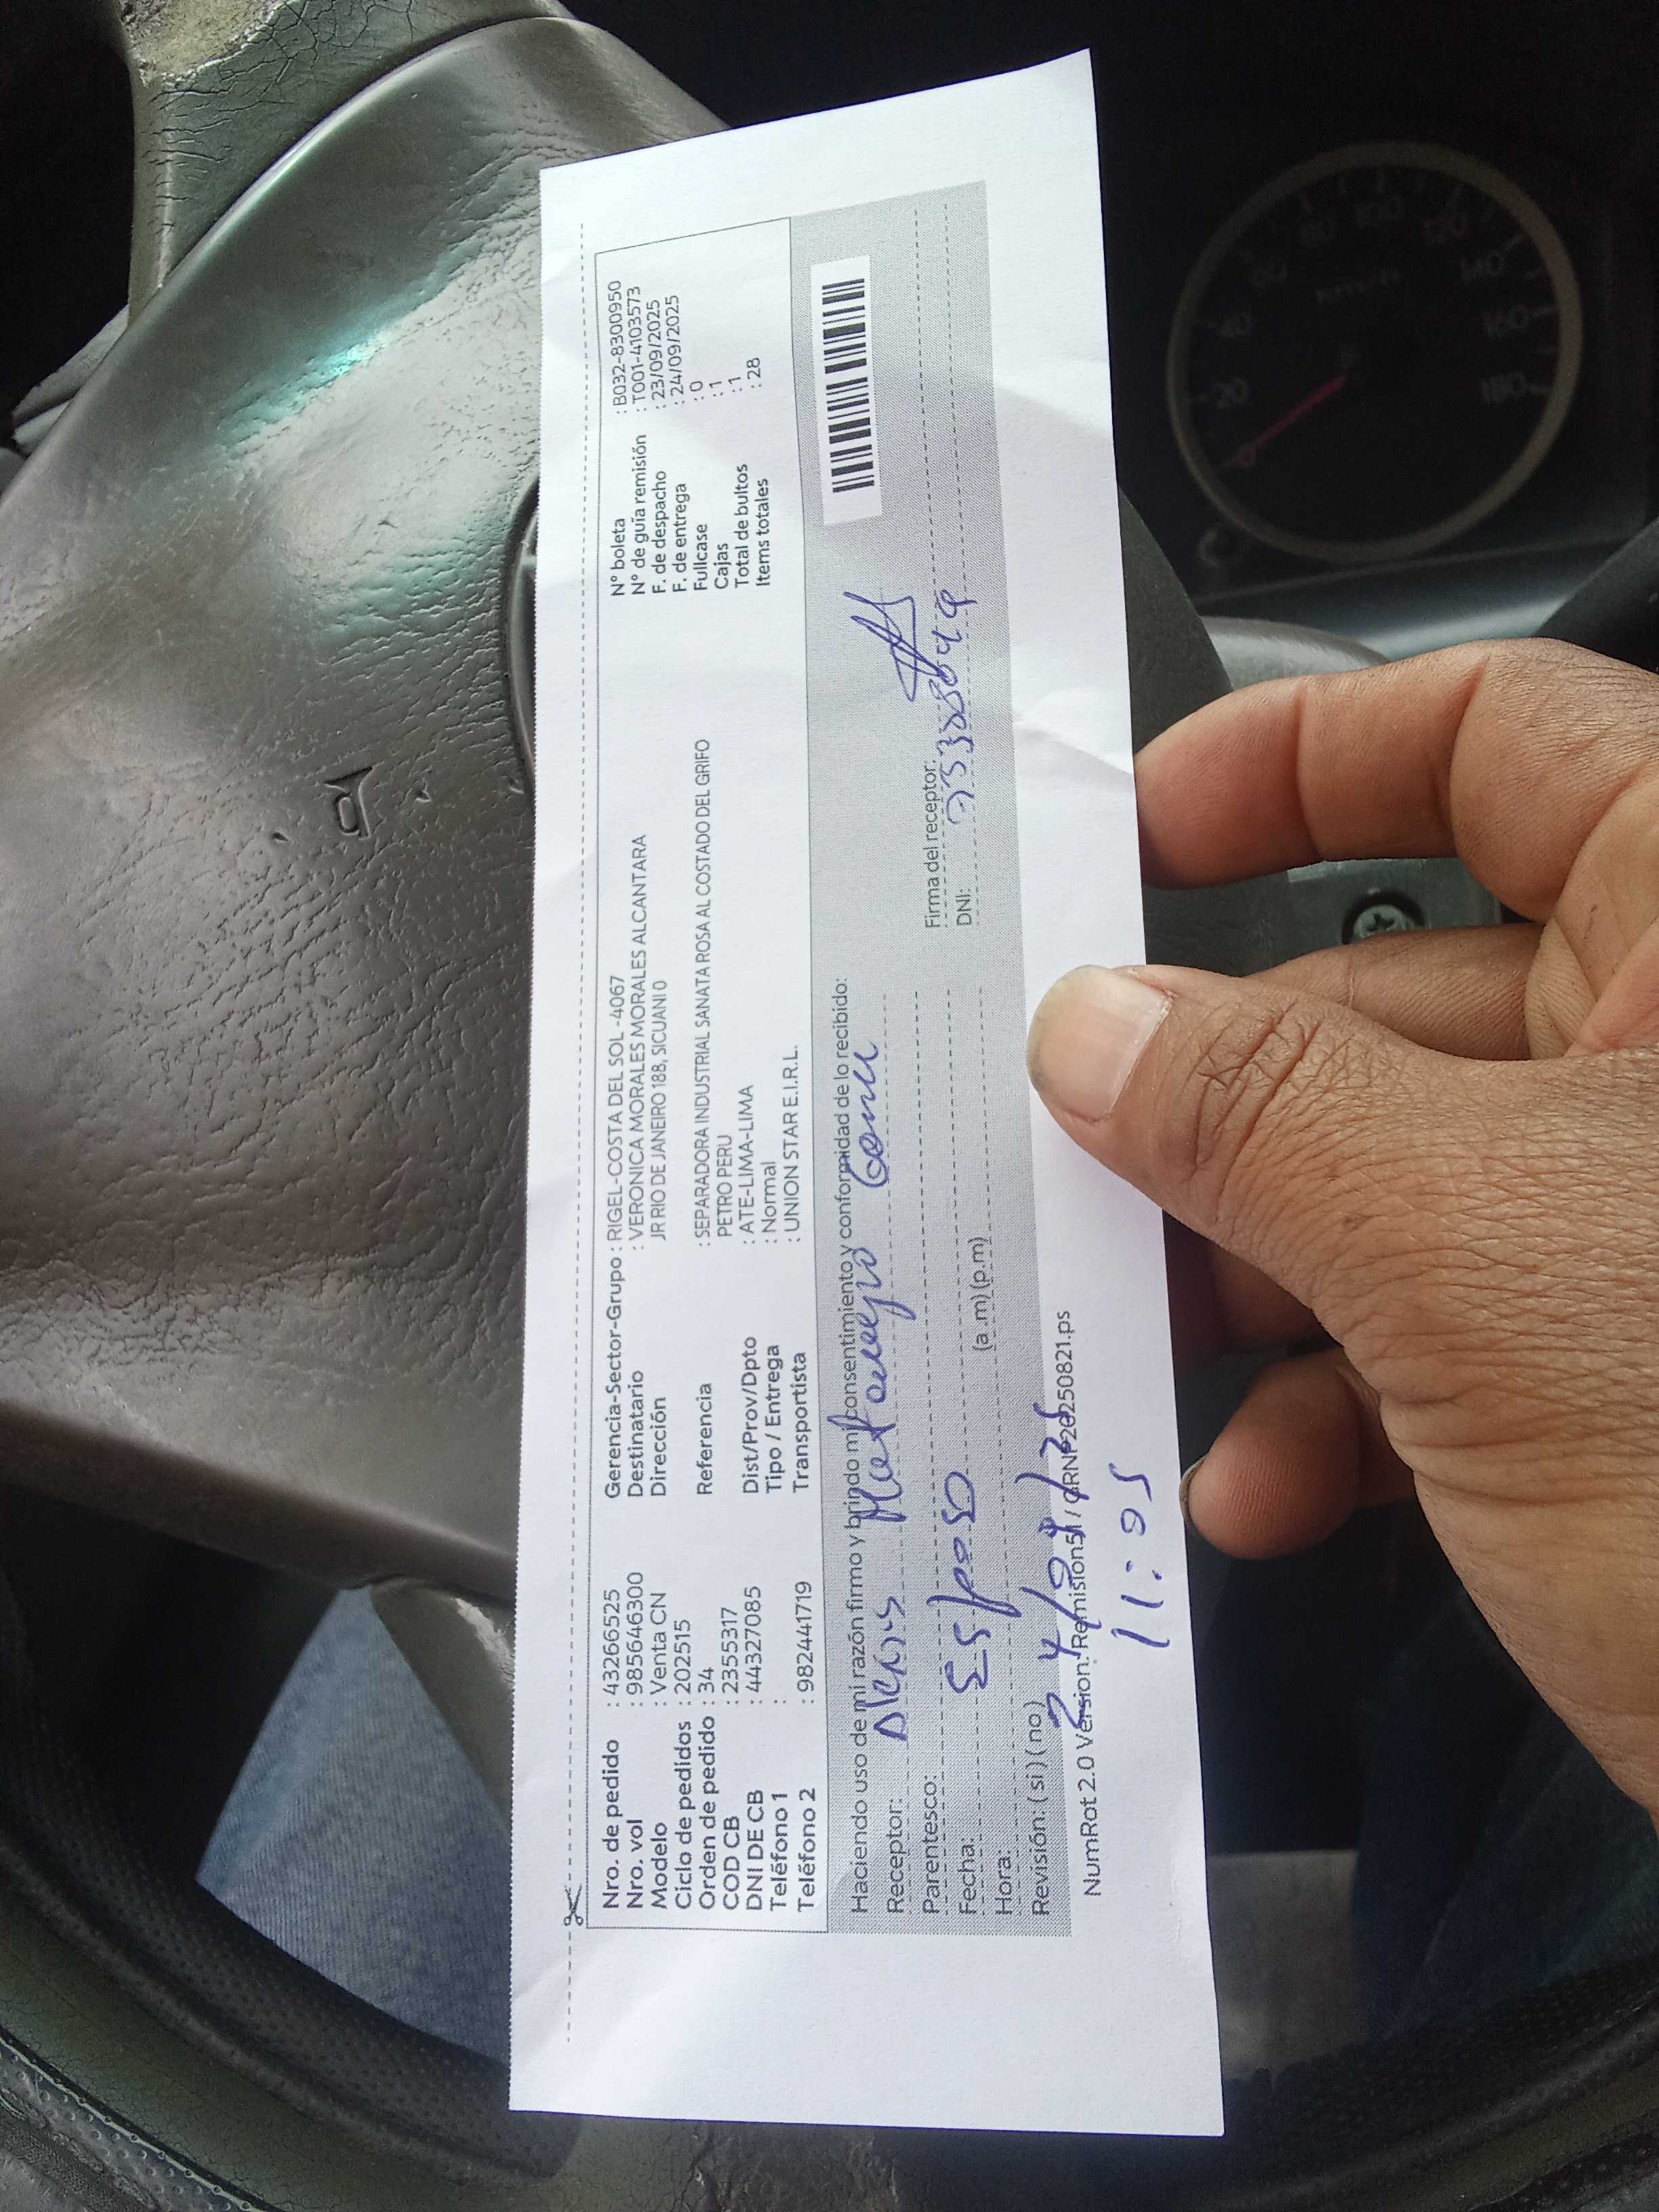 Nro. de pedido : 43266525
Nro. vol : 985646300
Modelo : Venta CN
Ciclo de pedidos : 202515
Orden de pedido : 34
COD CB : 2355317
DNI DE CB : 44327085
Teléfono 1 :
Teléfono 2 : 982441719
Gerencia-Sector-Grupo : RIGEL-COSTA DEL SOL -4067
Destinatario : VERONICA MORALES MORALES ALCANTARA
Dirección JR RIO DE JANEIRO 188, SICUANI 0
Referencia : SEPARADORA INDUSTRIAL SANATA ROSA AL COSTADO DEL GRIFO
PETRO PERU
Dist/Prov/Dpto : ATE-LIMA-LIMA
Tipo / Entrega : Normal
Transportista : UNION STAR E.I.R.L.
N° boleta : B032-8300950
N° de guía remisión : T001-4103573
F. de despacho : 23/09/2025
F. de entrega : 24/09/2025
Fullcase : 0
Cajas : 1
Total de bultos : 1
Items totales : 28
Haciendo uso de mi razón firmo y brindo mi consentimiento y conformidad de lo recibido:
Receptor:
Parentesco: Esposo
Fecha: 24/09/25
Hora: (a .m) (p.m)
11:05
Revisión: ( si ) ( no )
Firma del receptor:
DNI:
NumRot 2.0 Version: Remision51 / GRNF20250821.ps